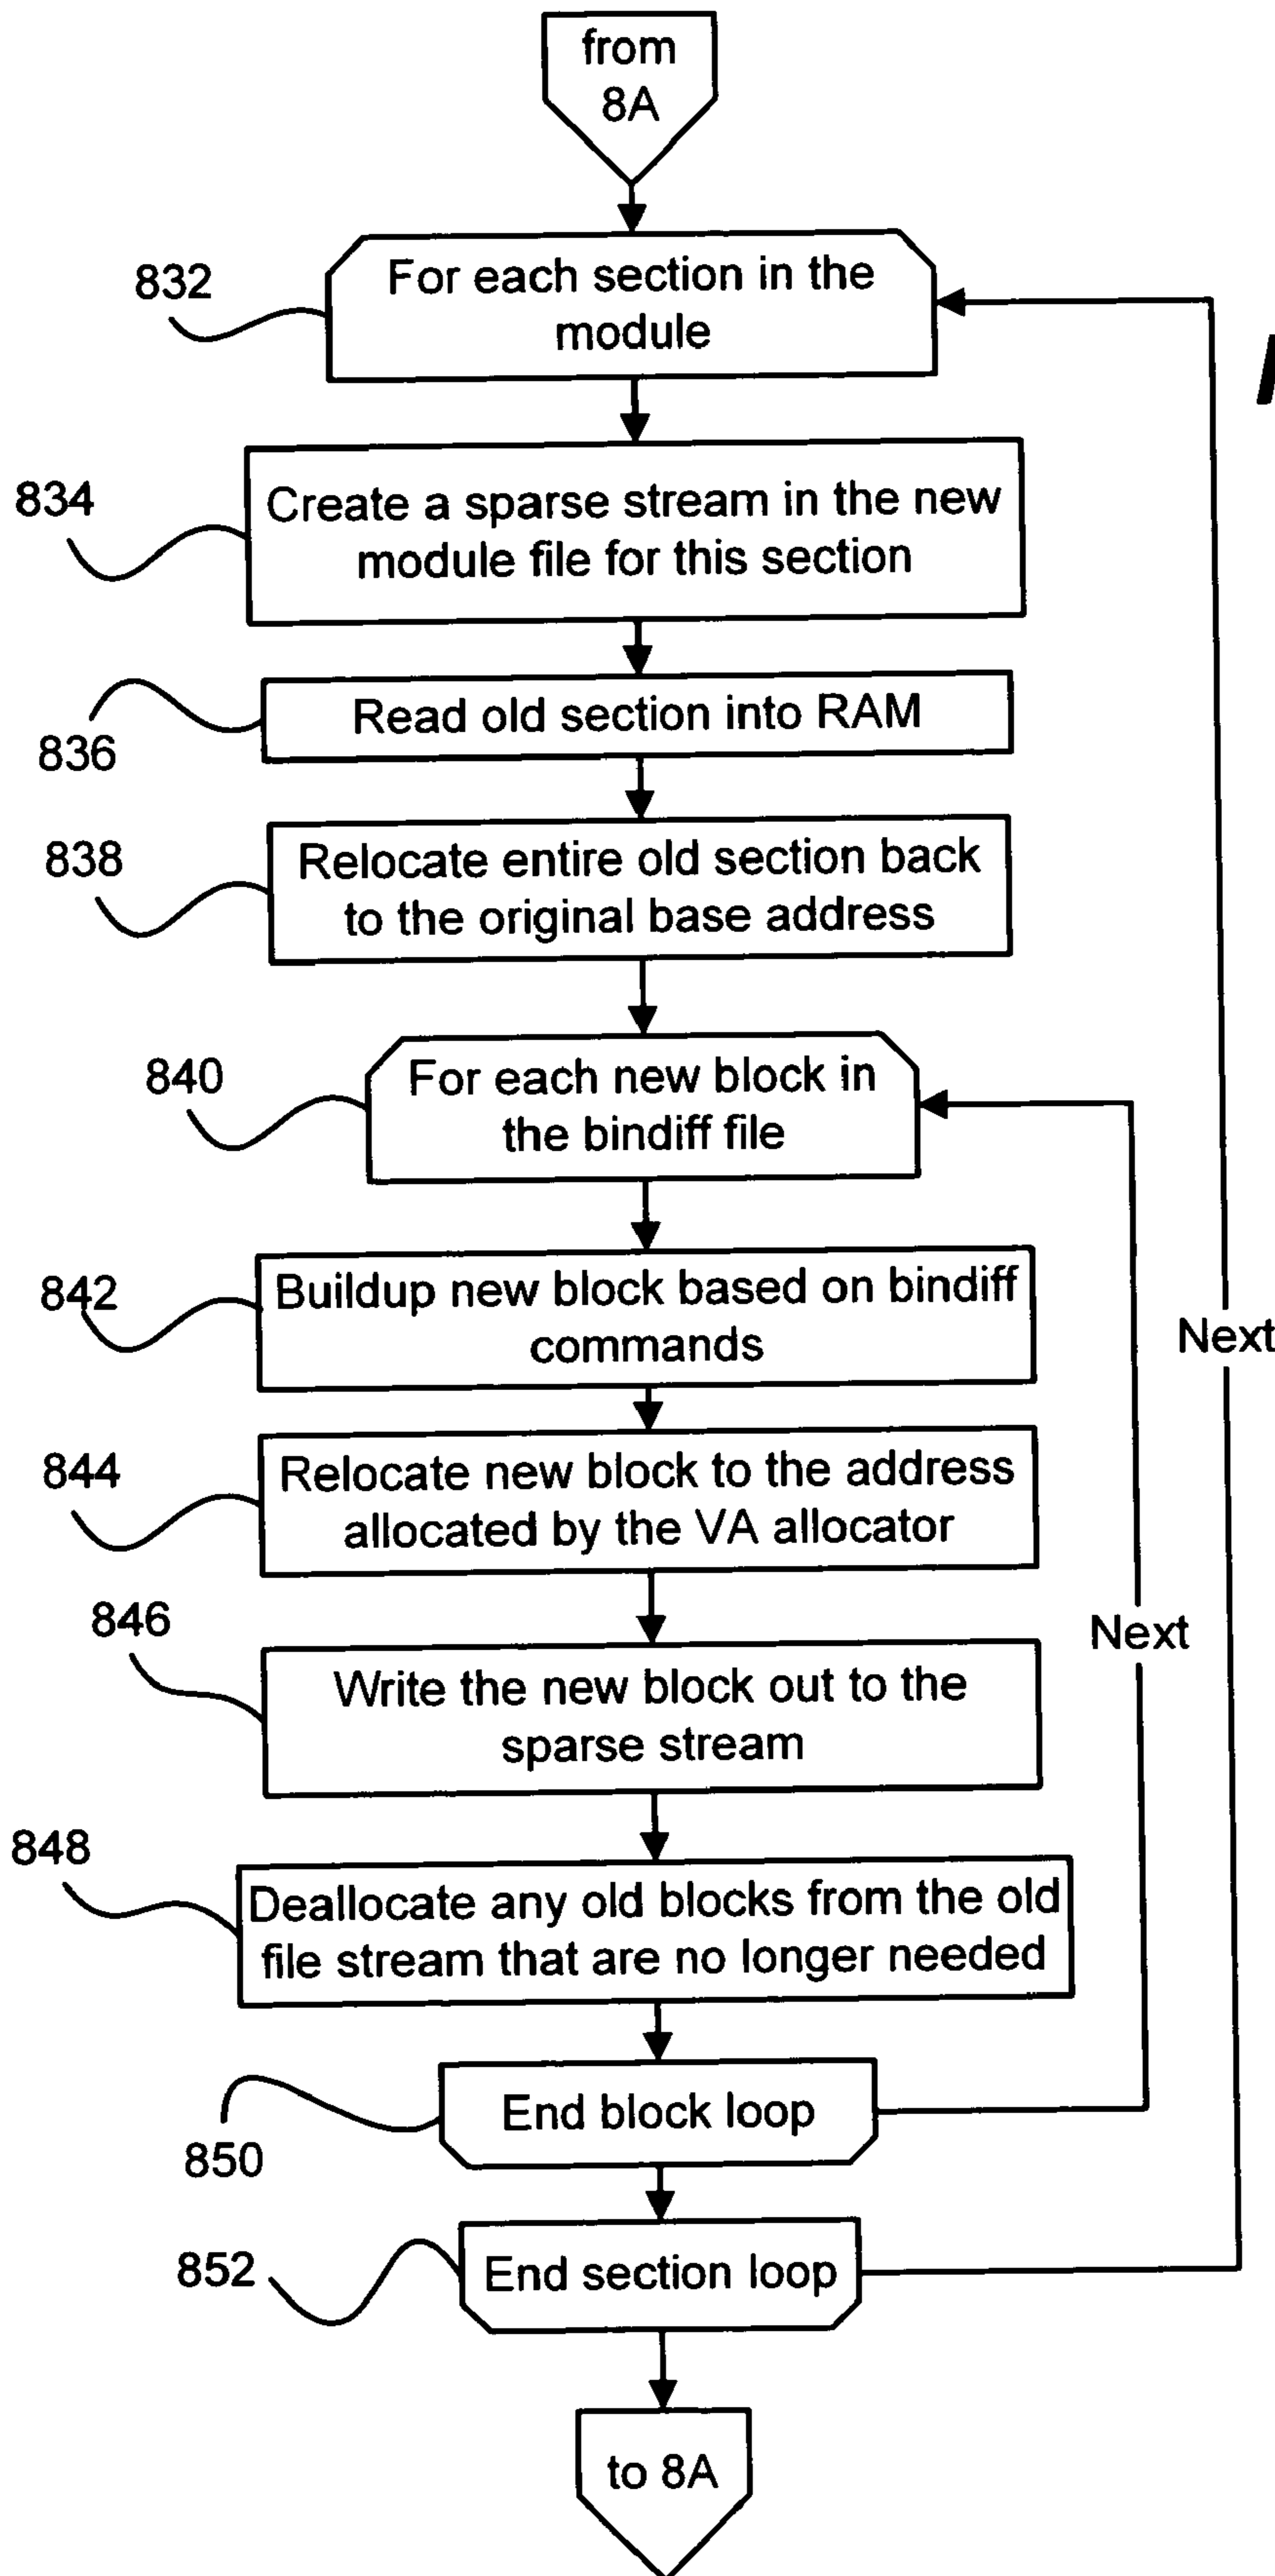 from
8A
832
For each section in the
module
834
Create a sparse stream in the new
module file for this section
836
Read old section into RAM
838
Relocate entire old section back
to the original base address
840
For each new block in
the bindiff file
842
Buildup new block based on bindiff
commands
Next
844
Relocate new block to the address
allocated by the VA allocator
846
Next
Write the new block out to the
sparse stream
848
Deallocate any old blocks from the old
file stream that are no longer needed
850
End block loop
852
End section loop
to 8A